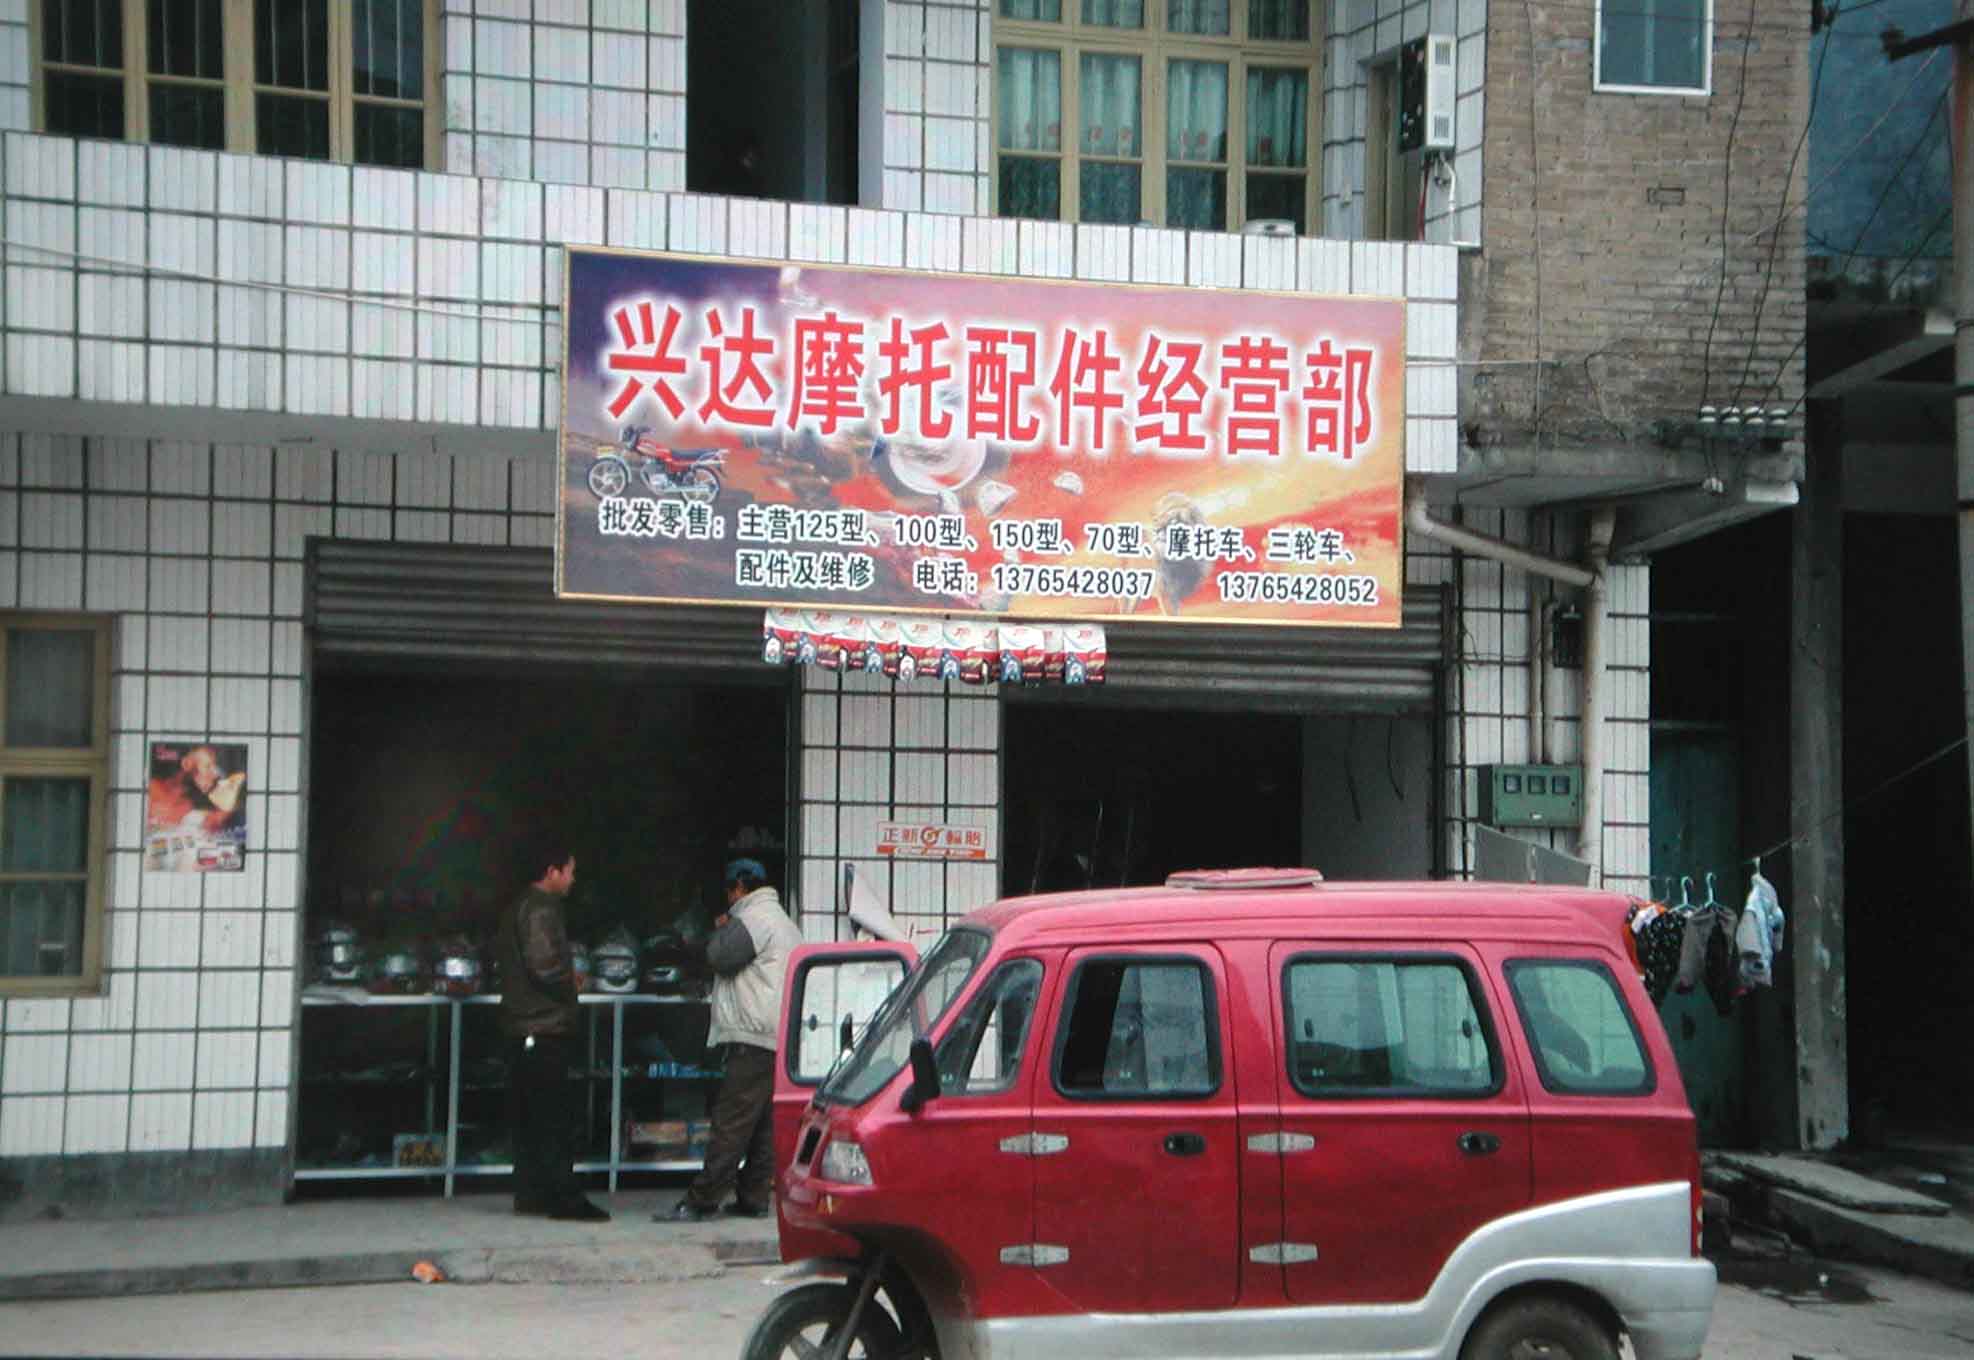 兴达摩托配件经营部
批发零售：主营125型、100型、150型、70型、摩托车、三轮车、
配件及维修 电话：13765428037 13765428052
正新輪胎